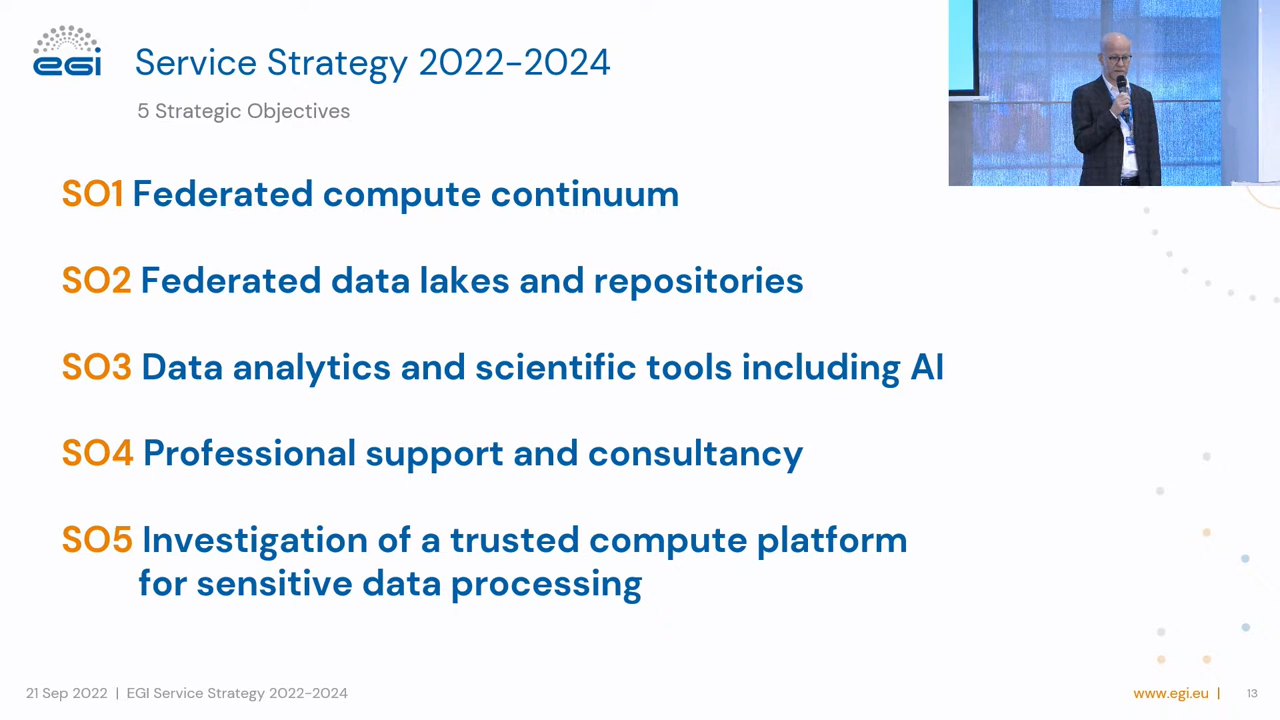 egi
Service Strategy 2022-2024
5 Strategic Objectives
SO1 Federated compute continuum
SO2 Federated data lakes and repositories
SO3 Data analytics and scientific tools including AI
SO4 Professional support and consultancy
SO5 Investigation of a trusted compute platform
for sensitive data processing
21 Sep 2022 | EGI Service Strategy 2022-2024
www.egi.eu |
13